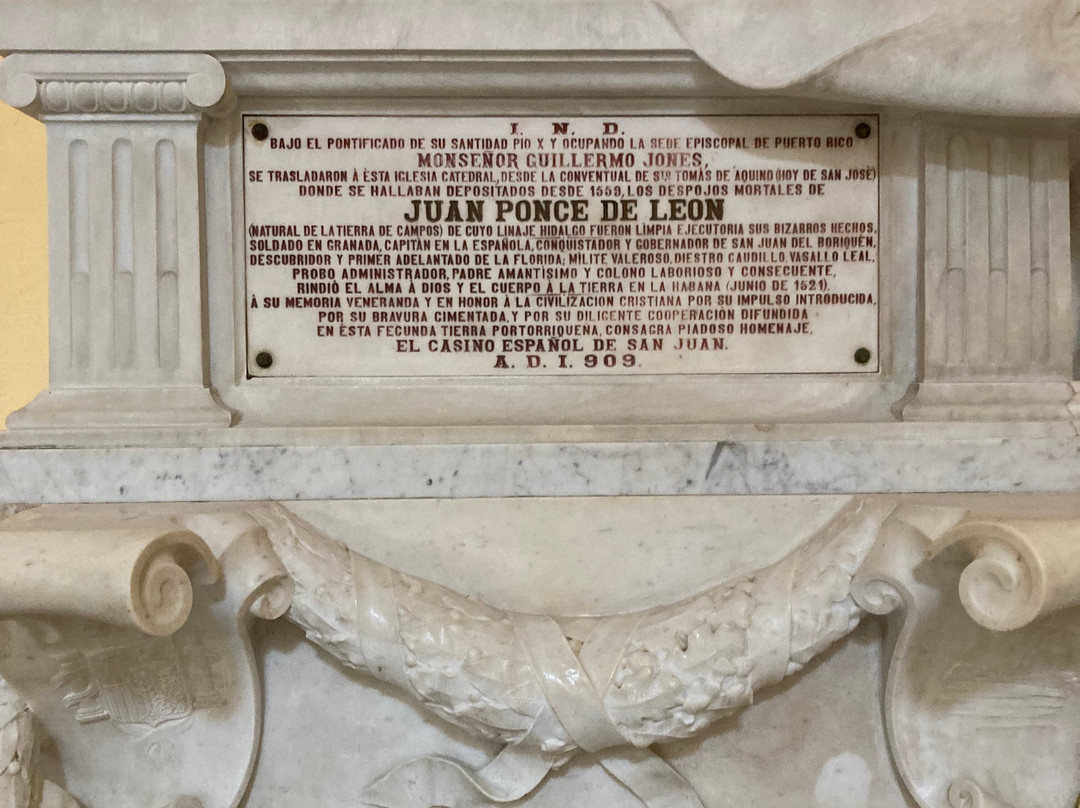 I. N. D.
BAJO EL PONTIFICADO DE SU SANTIDAD PIO X Y OCUPANDO LA SEDE EPISCOPAL DE PUERTO RICO
MONSEÑOR GUILLERMO JONES,
SE TRASLADARON Á ÉSTA IGLESIA CATEDRAL, DESDE LA CONVENTUAL DE STO TOMÁS DE AQUINO (HOY DE SAN JOSÉ)
DONDE SE HALLABAN DEPOSITADOS DESDE 1559, LOS DESPOJOS MORTALES DE
JUAN PONCE DE LEON
(NATURAL DE LA TIERRA DE CAMPOS) DE CUYO LINAJE HIDALGO FUERON LIMPIA EJECUTORIA SUS BIZARROS HECHOS.
SOLDADO EN GRANADA, CAPITÁN EN LA ESPAÑOLA, CONQUISTADOR Y GOBERNADOR DE SAN JUAN DEL BORIQUÉN.
DESCUBRIDOR Y PRIMER ADELANTADO DE LA FLORIDA; MILITE VALEROSO, DIESTRO CAUDILLO, VASALLO LEAL,
PROBO ADMINISTRADOR, PADRE AMANTÍSIMO Y COLONO LABORIOSO Y CONSECUENTE,
RINDIÓ EL ALMA Á DIOS Y EL CUERPO Á LA TIERRA EN LA HABANA (JUNIO DE 1521).
Á SU MEMORIA VENERANDA Y EN HONOR Á LA CIVILIZACION CRISTIANA POR SU IMPULSO INTRODUCIDA,
POR SU BRAVURA CIMENTADA, Y POR SU DILIGENTE COOPERACIÓN DIFUNDIDA
EN ÉSTA FECUNDA TIERRA PORTORRIQUEÑA, CONSAGRA PIADOSO HOMENAJE.
EL CASINO ESPAÑOL DE SAN JUAN.
A. D. I. 909.